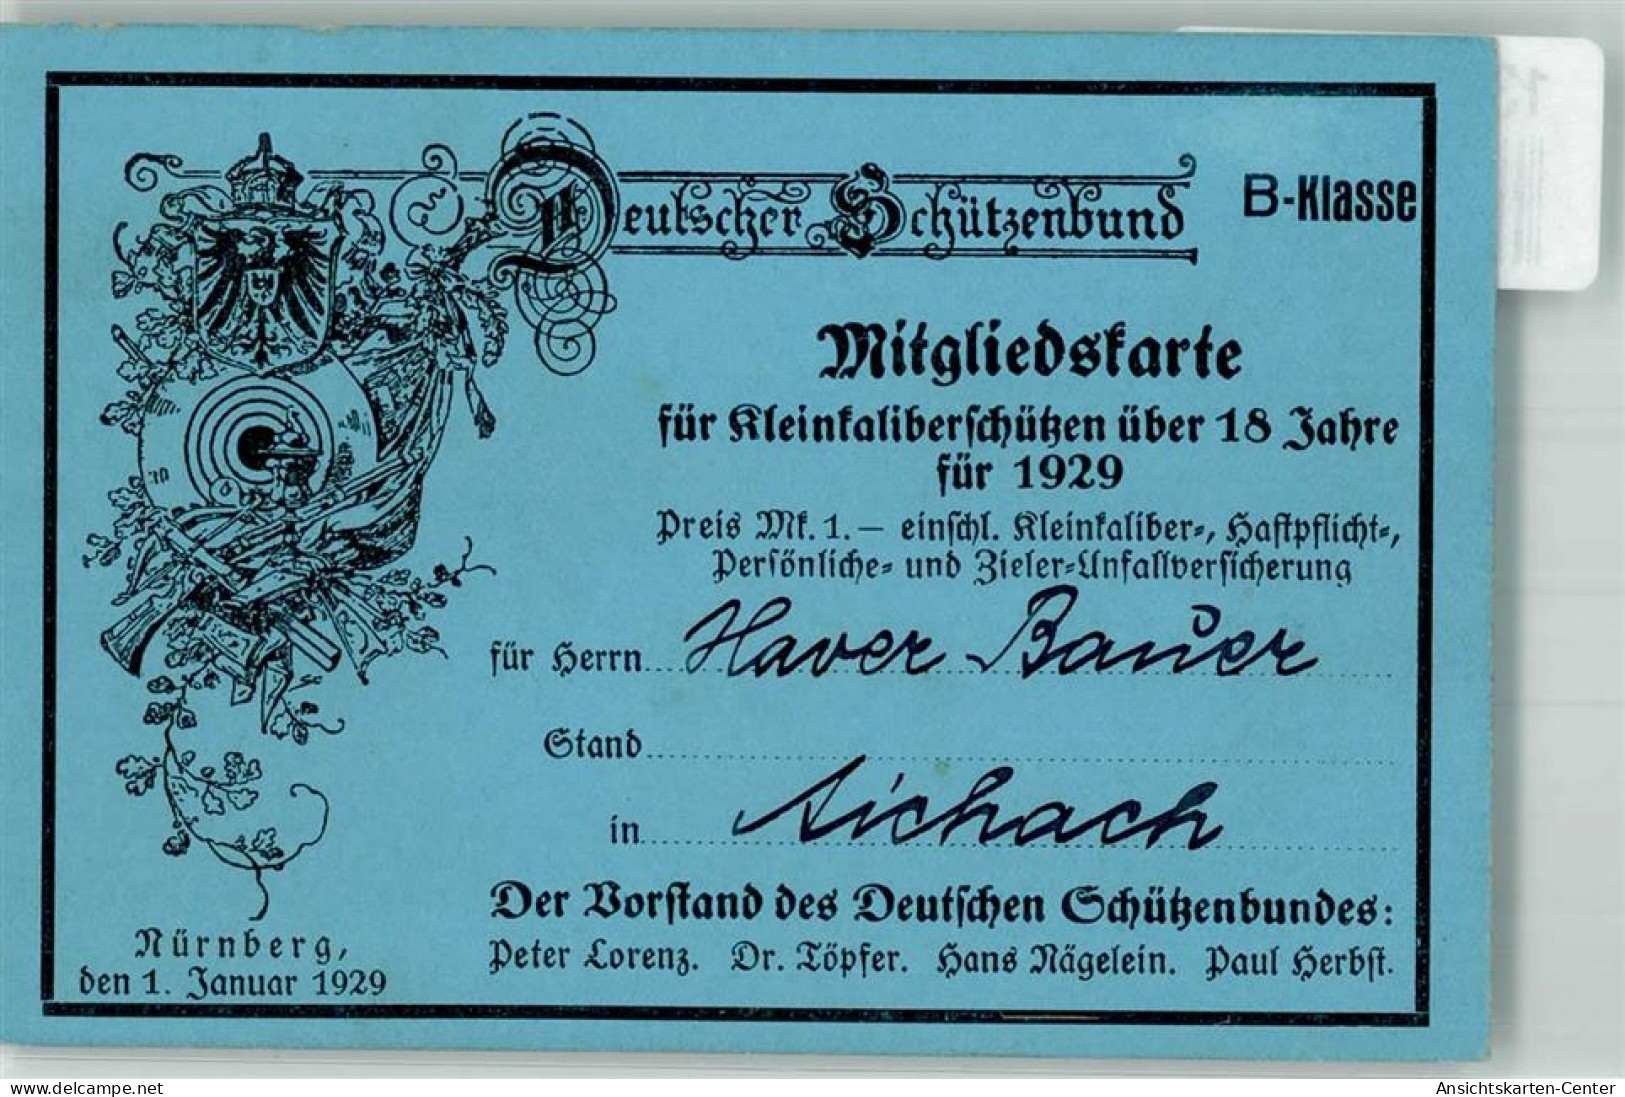 Deutscher Schützenbund
B-Klasse
Mitgliedskarte
für Kleinkaliberschützen über 18 Jahre
für 1929
Preis Mk. 1.— einschl. Kleinkaliber-, Haftpflicht-,
Persönliche- und Zieler-Unfallversicherung
für Herrn Xaver Bauer
Stand
in Aichach
Der Vorstand des Deutschen Schützenbundes:
Peter Lorenz. Dr. Töpfer. Hans Nägelein. Paul Herbst.
Nürnberg,
den 1. Januar 1929
www.delcampe.net
Ansichtskarten-Center